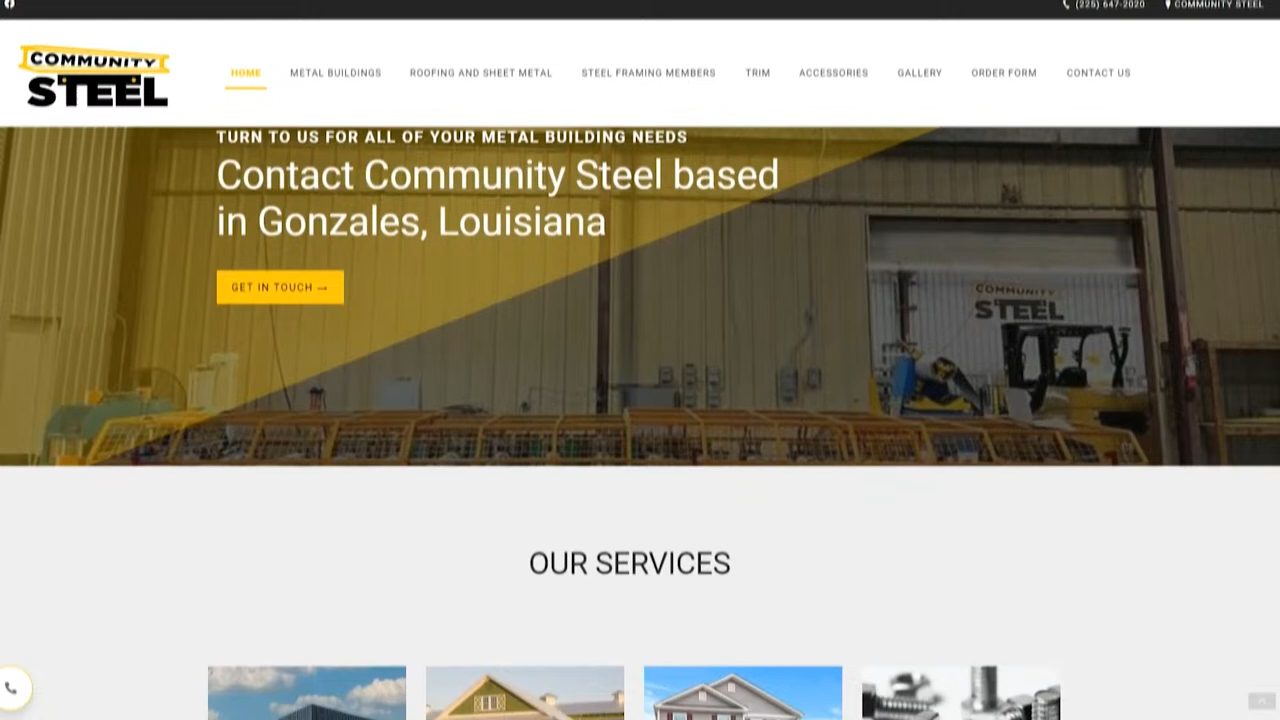 (225) 647-2020 COMMUNITY STEEL
COMMUNITY
STEEL
HOME METAL BUILDINGS ROOFING AND SHEET METAL STEEL FRAMING MEMBERS TRIM ACCESSORIES GALLERY ORDER FORM CONTACT US
TURN TO US FOR ALL OF YOUR METAL BUILDING NEEDS
Contact Community Steel based
in Gonzales, Louisiana
GET IN TOUCH →
COMMUNITY
STEEL
OUR SERVICES